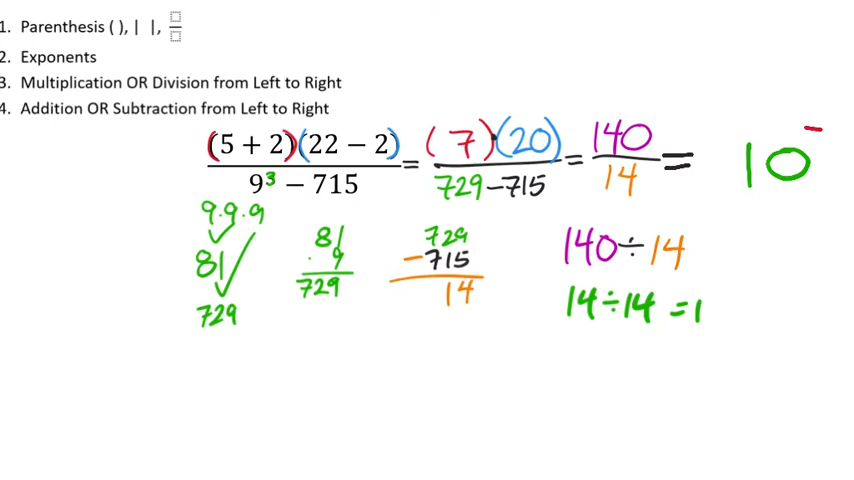 1. Parenthesis ( ), | |, □/□
2. Exponents
3. Multiplication OR Division from Left to Right
4. Addition OR Subtraction from Left to Right
(5 + 2)(22 − 2) / 9³ − 715 = (7)(20) / 729 − 715 = 140 / 14 = 10
9.9.9
81
729
81
. 9
729
729
− 715
14
140 ÷ 14
14 ÷ 14 = 1